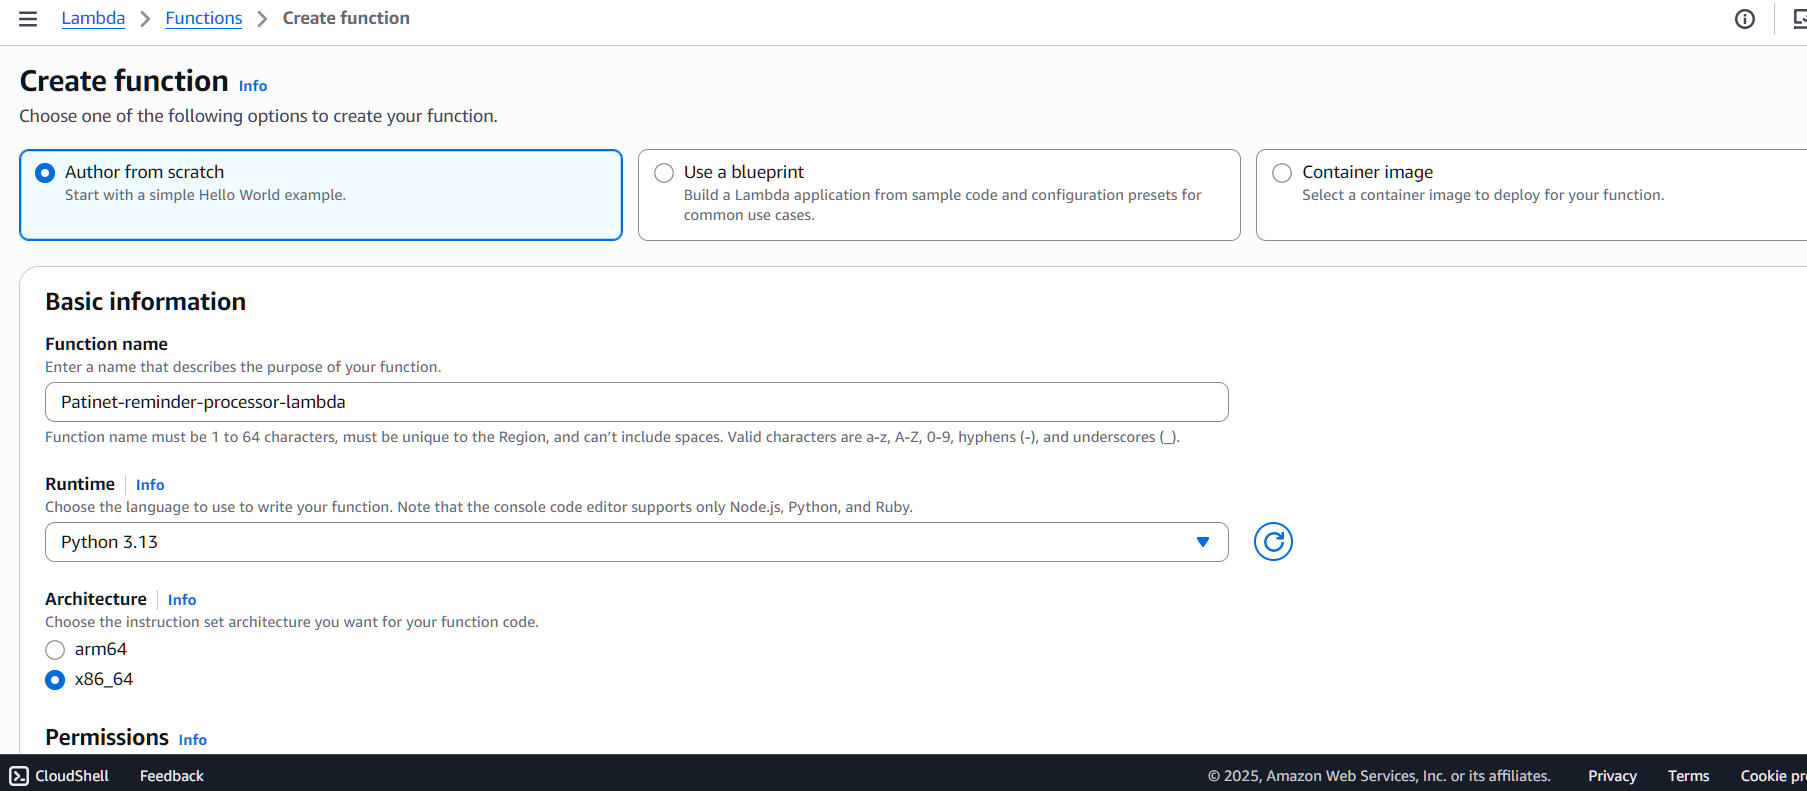 Lambda > Functions > Create function
Create function Info
Choose one of the following options to create your function.
Author from scratch
Start with a simple Hello World example.
Use a blueprint
Build a Lambda application from sample code and configuration presets for
common use cases.
Container image
Select a container image to deploy for your function.
Basic information
Function name
Enter a name that describes the purpose of your function.
Patinet-reminder-processor-lambda
Function name must be 1 to 64 characters, must be unique to the Region, and can’t include spaces. Valid characters are a-z, A-Z, 0-9, hyphens (-), and underscores (_).
Runtime Info
Choose the language to use to write your function. Note that the console code editor supports only Node.js, Python, and Ruby.
Python 3.13
Architecture Info
Choose the instruction set architecture you want for your function code.
arm64
x86_64
Permissions Info
CloudShell Feedback © 2025, Amazon Web Services, Inc. or its affiliates. Privacy Terms Cookie pr